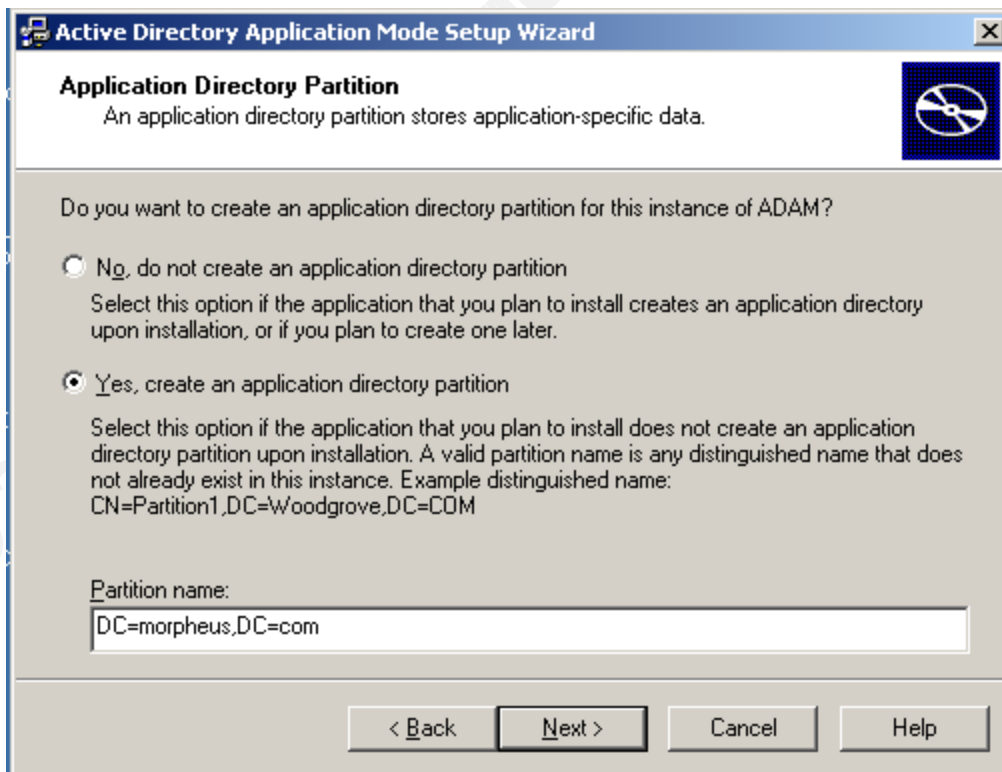 Active Directory Application Mode Setup Wizard
Application Directory Partition
An application directory partition stores application-specific data.
Do you want to create an application directory partition for this instance of ADAM?
No, do not create an application directory partition
Select this option if the application that you plan to install creates an application directory
upon installation, or if you plan to create one later.
Yes, create an application directory partition
Select this option if the application that you plan to install does not create an application
directory partition upon installation. A valid partition name is any distinguished name that does
not already exist in this instance. Example distinguished name:
CN=Partition1,DC=Woodgrove,DC=COM
Partition name:
DC=morpheus,DC=com
< Back Next > Cancel Help